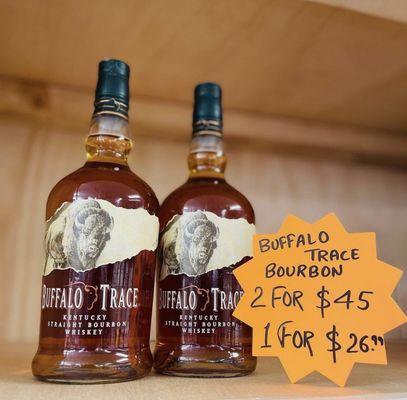 BUFFALO TRACE
KENTUCKY
STRAIGHT BOURBON
WHISKEY
BUFFALO TRACE
KENTUCKY
STRAIGHT BOURBON
WHISKEY
BUFFALO
TRACE
BOURBON
2 FOR $45
1 FOR $26.99